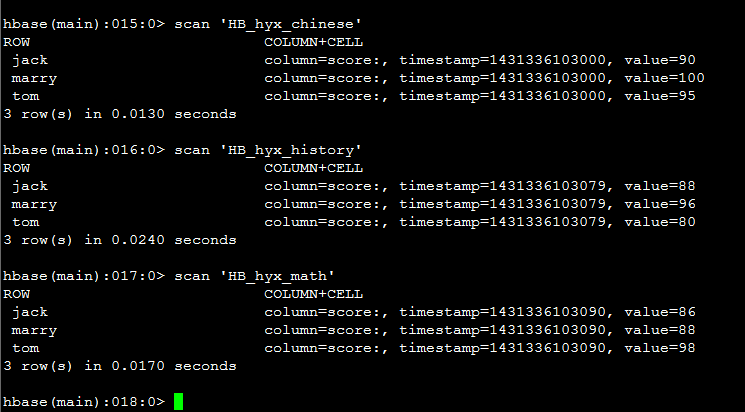 hbase(main):015:0> scan 'HB_hyx_chinese'
ROW COLUMN+CELL
jack column=score:, timestamp=1431336103000, value=90
marry column=score:, timestamp=1431336103000, value=100
tom column=score:, timestamp=1431336103000, value=95
3 row(s) in 0.0130 seconds
hbase(main):016:0> scan 'HB_hyx_history'
ROW COLUMN+CELL
jack column=score:, timestamp=1431336103079, value=88
marry column=score:, timestamp=1431336103079, value=96
tom column=score:, timestamp=1431336103079, value=80
3 row(s) in 0.0240 seconds
hbase(main):017:0> scan 'HB_hyx_math'
ROW COLUMN+CELL
jack column=score:, timestamp=1431336103090, value=86
marry column=score:, timestamp=1431336103090, value=88
tom column=score:, timestamp=1431336103090, value=98
3 row(s) in 0.0170 seconds
hbase(main):018:0>